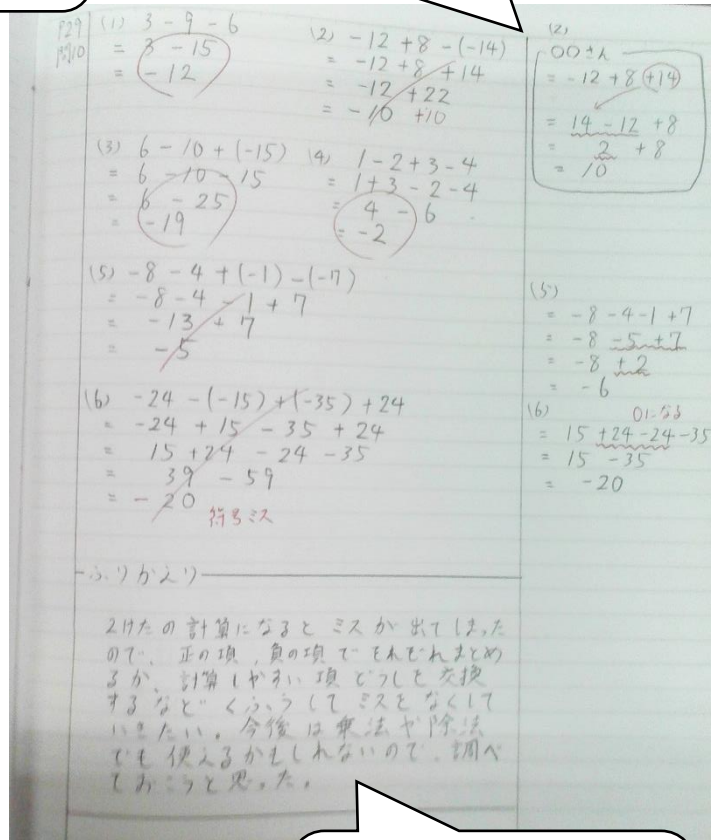 P29
問10
(1) 3 - 9 - 6
= 3 - 15
= -12
(2) -12 + 8 - (-14)
= -12 + 8 + 14
= -12 + 22
= -10 +10
(3) 6 - 10 + (-15)
= 6 - 10 - 15
= 6 - 25
= -19
(4) 1 - 2 + 3 - 4
= 1 + 3 - 2 - 4
= 4 - 6
= -2
(5) -8 - 4 + (-1) - (-7)
= -8 - 4 - 1 + 7
= -13 + 7
= -5
(6) -24 - (-15) + (-35) + 24
= -24 + 15 - 35 + 24
= 15 + 24 - 24 - 35
= 39 - 59
= -20
符号ミス
ふりかえり
2けたの計算になるとミスが出てしまった
ので、正の項、負の項でそれぞれまとめ
るか、計算しやすい項どうしを交換
するなどくふうしてミスをなくして
いきたい。今後は乗法や除法
でも使えるかもしれないので、調べ
ておこうと思った。
(2)
○○さん
= -12 + 8 +14
= 14 - 12 + 8
= 2 + 8
= 10
(5)
= -8 - 4 - 1 + 7
= -8 - 5 + 7
= -8 + 2
= -6
(6)
0になる
= 15 + 24 - 24 - 35
= 15 - 35
= -20